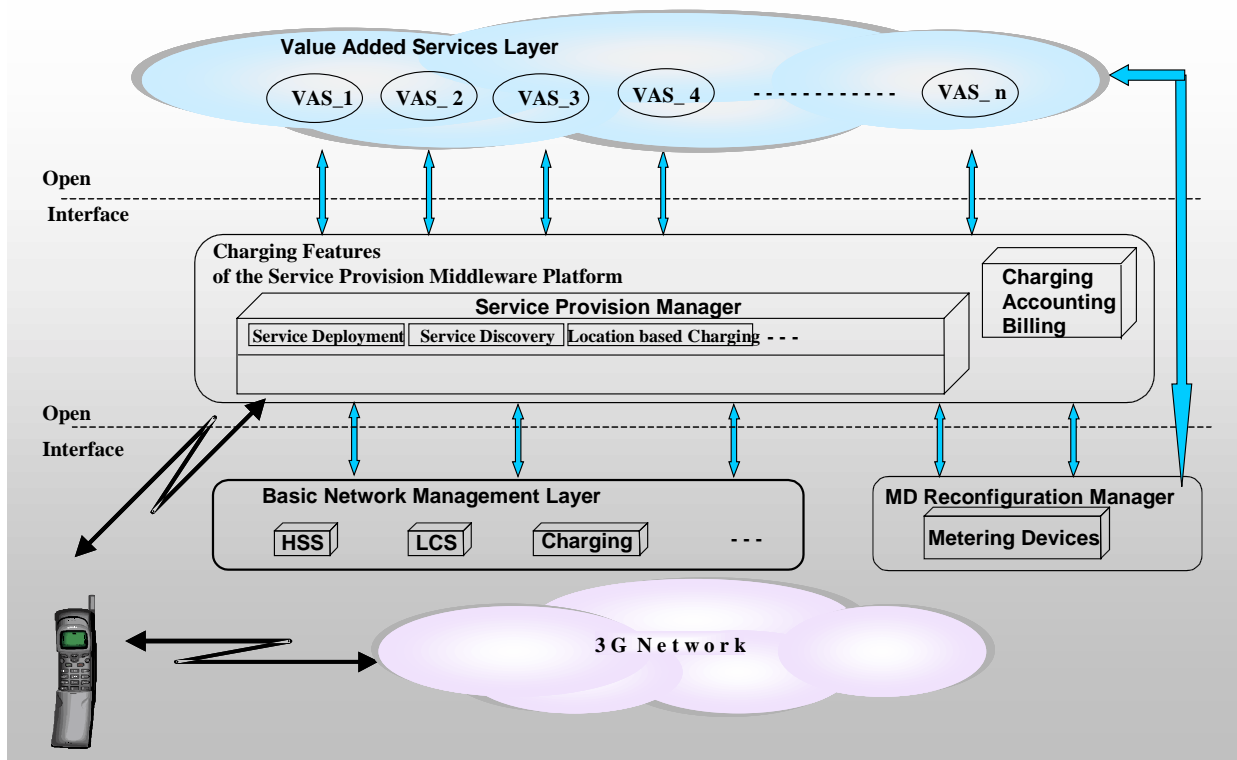 Value Added Services Layer
VAS_1
VAS_ 2
VAS_3
VAS_ 4
- - - - - - - - - - - -
VAS_ n
Open
Interface
Charging Features
of the Service Provision Middleware Platform
Charging
Accounting
Billing
Service Provision Manager
Service Deployment
Service Discovery
Location based Charging
- - -
Open
Interface
Basic Network Management Layer
HSS
LCS
Charging
- - -
MD Reconfiguration Manager
Metering Devices
3 G N e t w o r k